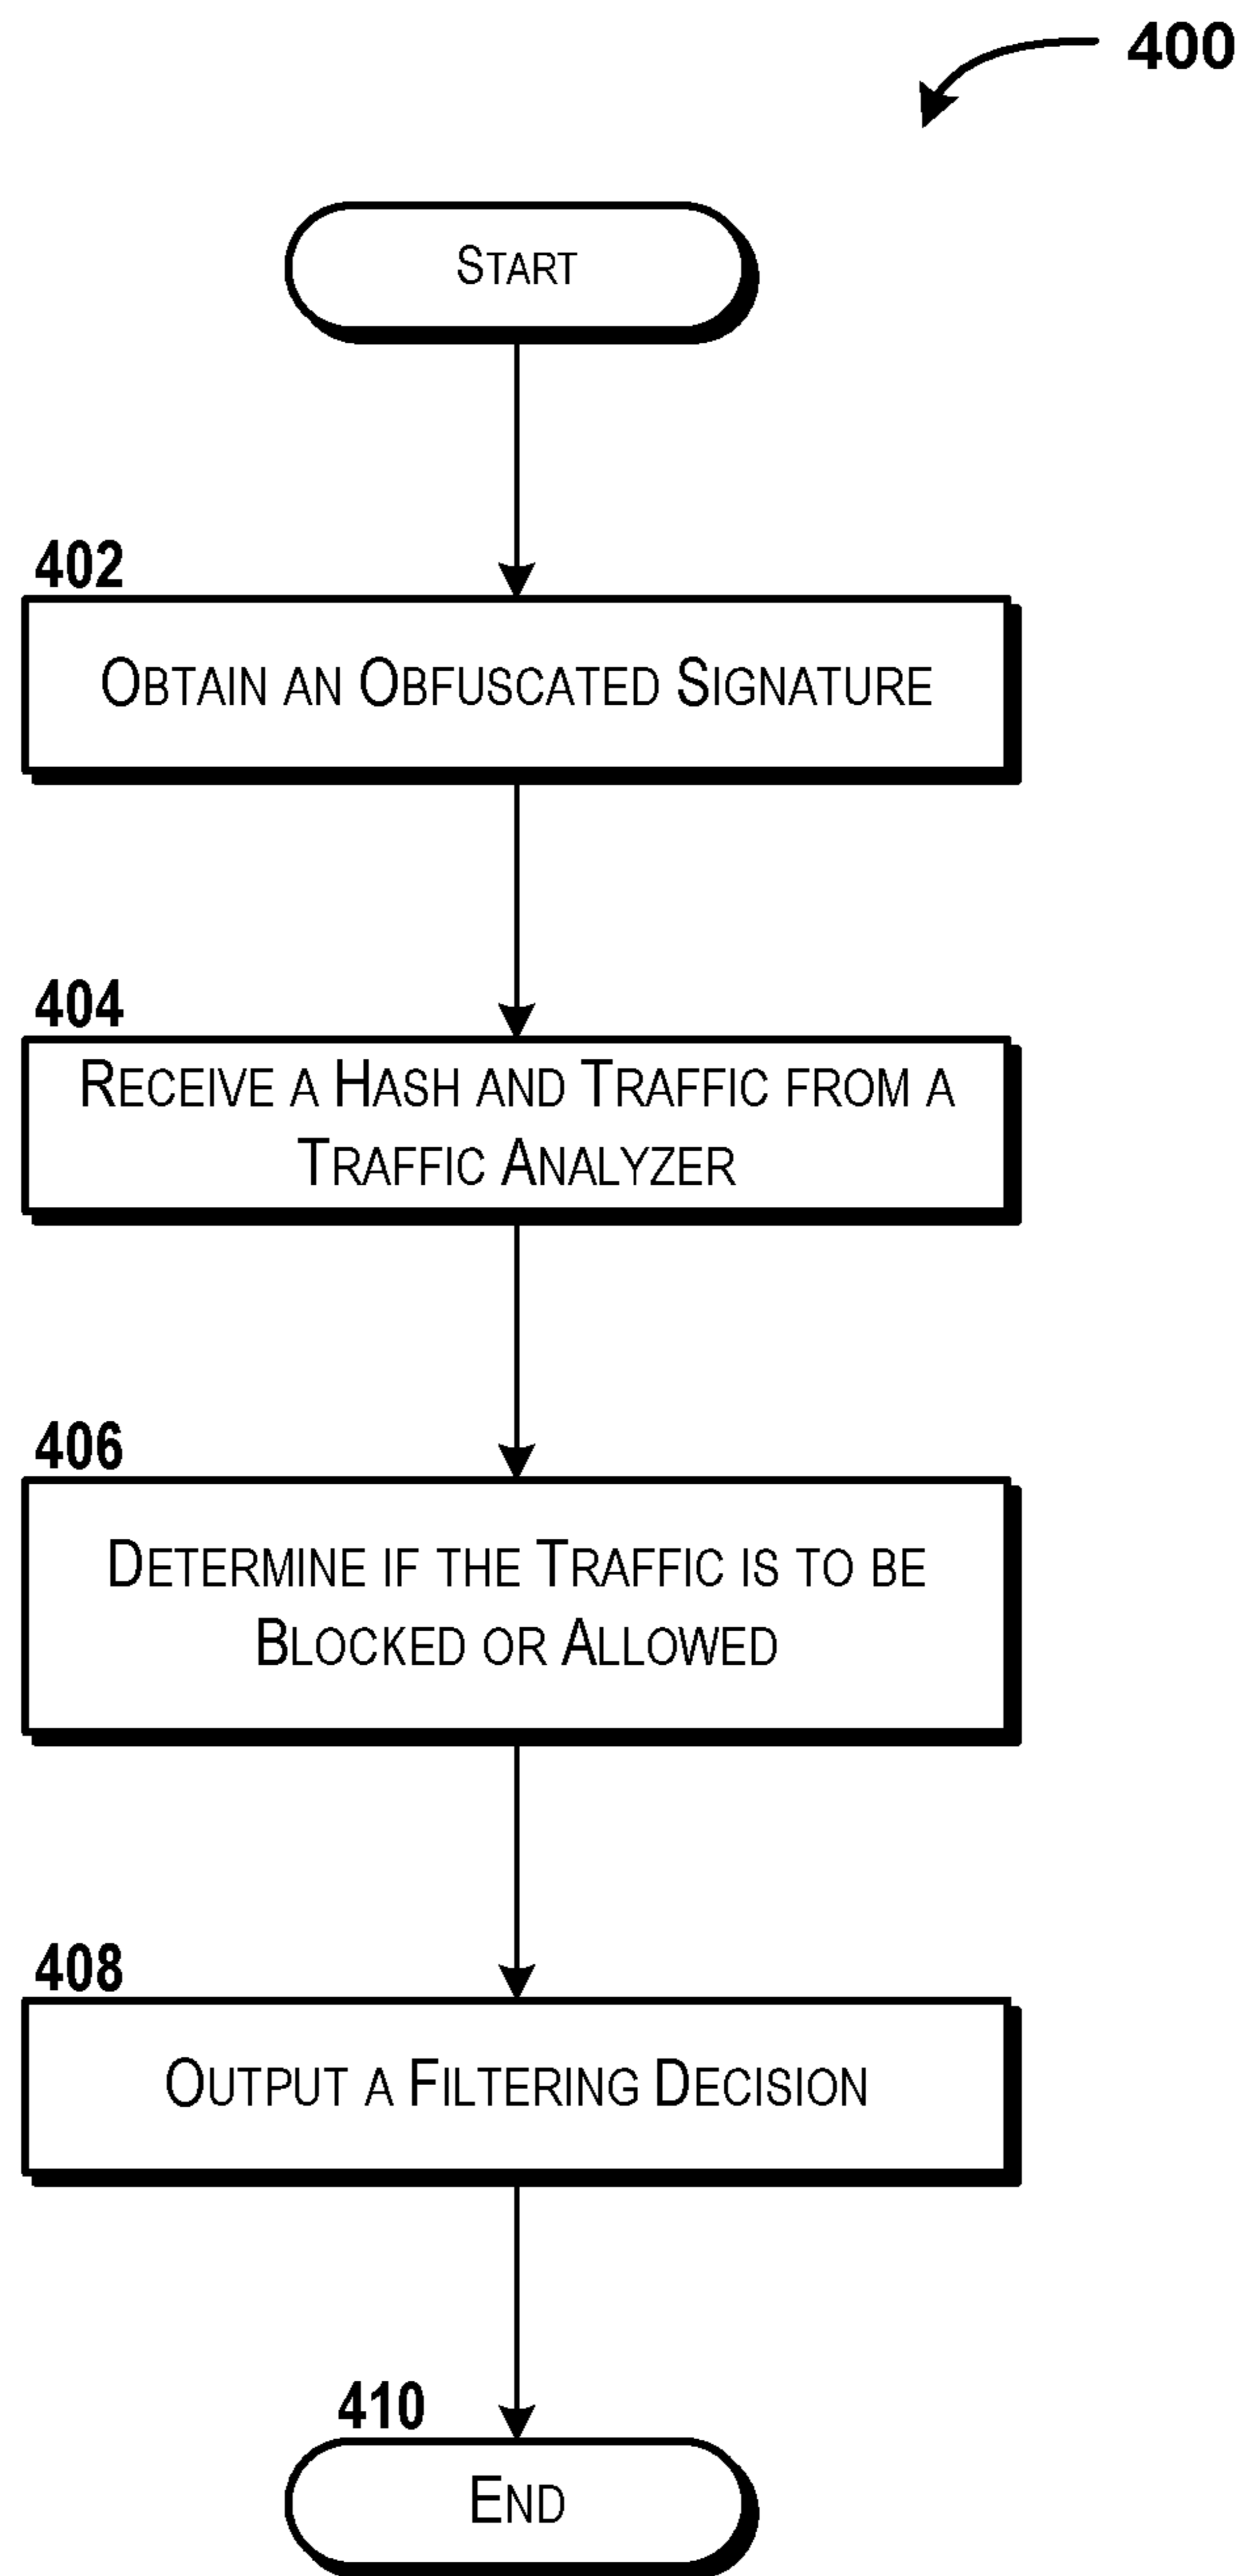 400
START
402
OBTAIN AN OBFUSCATED SIGNATURE
404
RECEIVE A HASH AND TRAFFIC FROM A
TRAFFIC ANALYZER
406
DETERMINE IF THE TRAFFIC IS TO BE
BLOCKED OR ALLOWED
408
OUTPUT A FILTERING DECISION
410
END